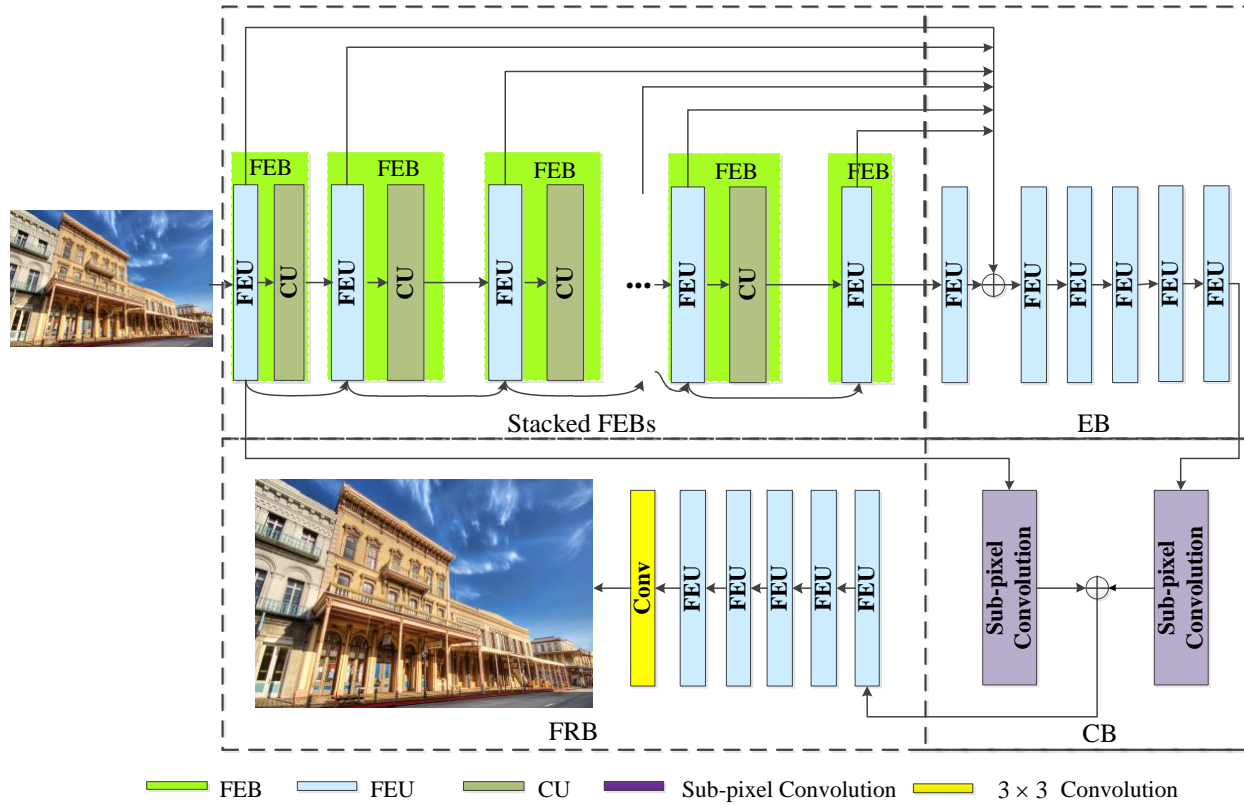 FEB
FEB
FEB
FEB
FEB
FEU
CU
FEU
CU
FEU
CU
•••
FEU
CU
FEU
FEU
FEU
FEU
FEU
FEU
FEU
Stacked FEBs
EB
Conv
FEU
FEU
FEU
FEU
FEU
Sub-pixel
Convolution
Sub-pixel
Convolution
FRB
CB
FEB
FEU
CU
Sub-pixel Convolution
3 × 3 Convolution